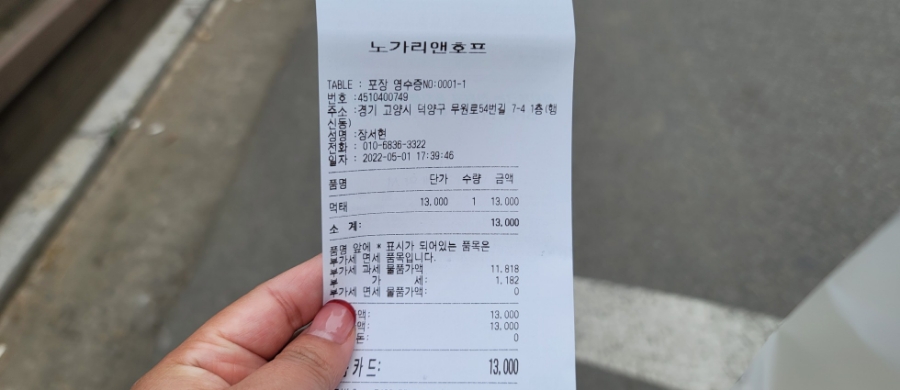 노가리앤호프
TABLE : 포장 영수증NO:0001-1
번호 :4510400749
주소 :경기 고양시 덕양구 무원로54번길 7-4 1층(행
신동)
성명 :장서현
전화 : 010-6836-3322
일자 : 2022-05-01 17:39:46
품명 단가 수량 금액
먹태 13,000 1 13,000
소 계: 13,000
품명 앞에 * 표시가 되어있는 품목은
부가세 면세 품목입니다.
부가세 과세 물품가액 11,818
부 가 세: 1,182
부가세 면세 물품가액: 0
액: 13,000
액: 13,000
돈: 0
카드: 13,000